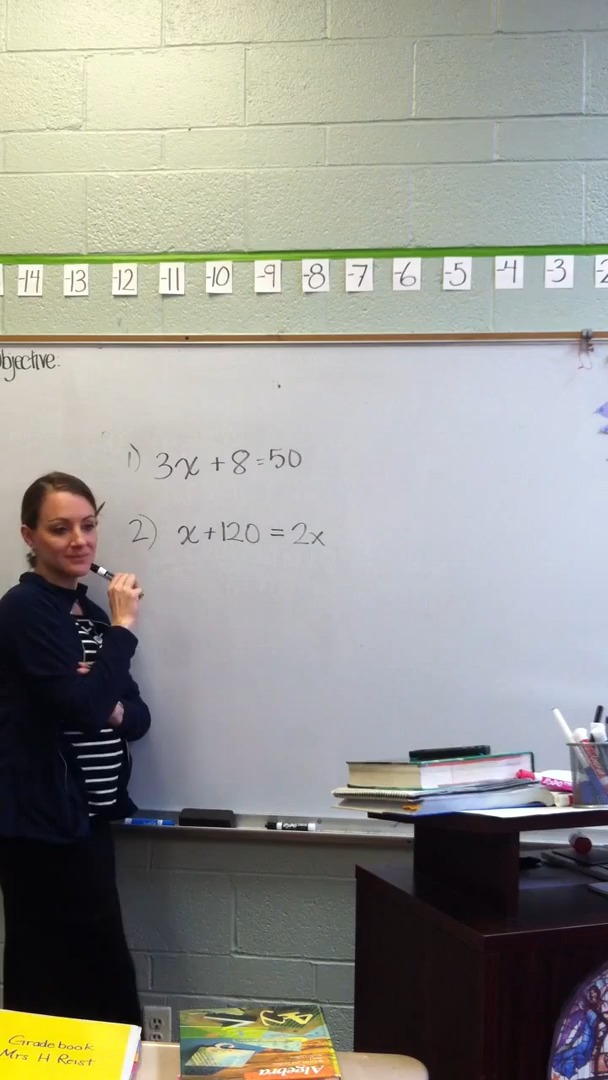 -14 -13 -12 -11 -10 -9 -8 -7 -6 -5 -4 -3 -2
bjective:
1) 3x + 8 = 50
2) x + 120 = 2x
Gradebook
Mrs H Reist
Algebra